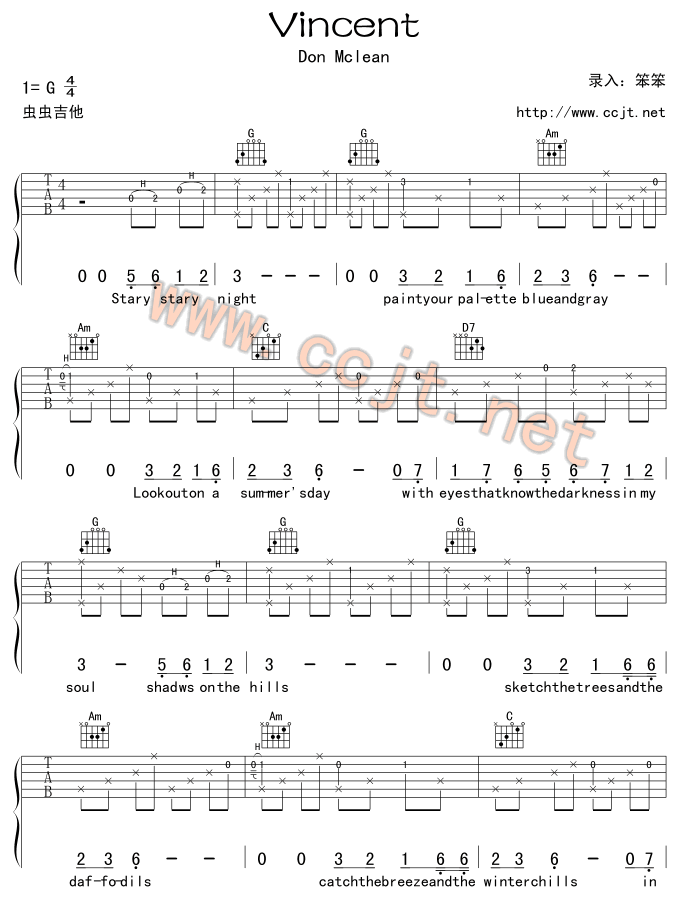 Vincent
Don Mclean
1= G 4/4
录入: 笨笨
虫虫吉他
http://www.ccjt.net
G G Am
T A B 4 4 H H
0 2 0 2 1 3 1 0
0 0 5 6 1 2 3 - - - 0 0 3 2 1 6 2 3 6 - -
Stary stary night paintyour pal-ette blueandgray
www.ccjt.net
Am C D7
H
T A B 0 1 0 1 0 0 0 2
0 0 3 2 1 6 2 3 6 - 0 7 1 7 6 5 6 7 1 2
Lookouton a sum-mer'sday with eyesthatknowthedarknessin my
G G G
T A B H H
0 2 0 2 3 1
3 - 5 6 1 2 3 - - - 0 0 3 2 1 6 6
soul shadws onthe hills sketchthetreesandthe
Am Am C
H
T A B 0 0 1 0 1 0 0
2 3 6 - - 0 0 3 2 1 6 6 2 3 6 - 0 7
daf-fo-dils catchthebreezeandthe winterchills in